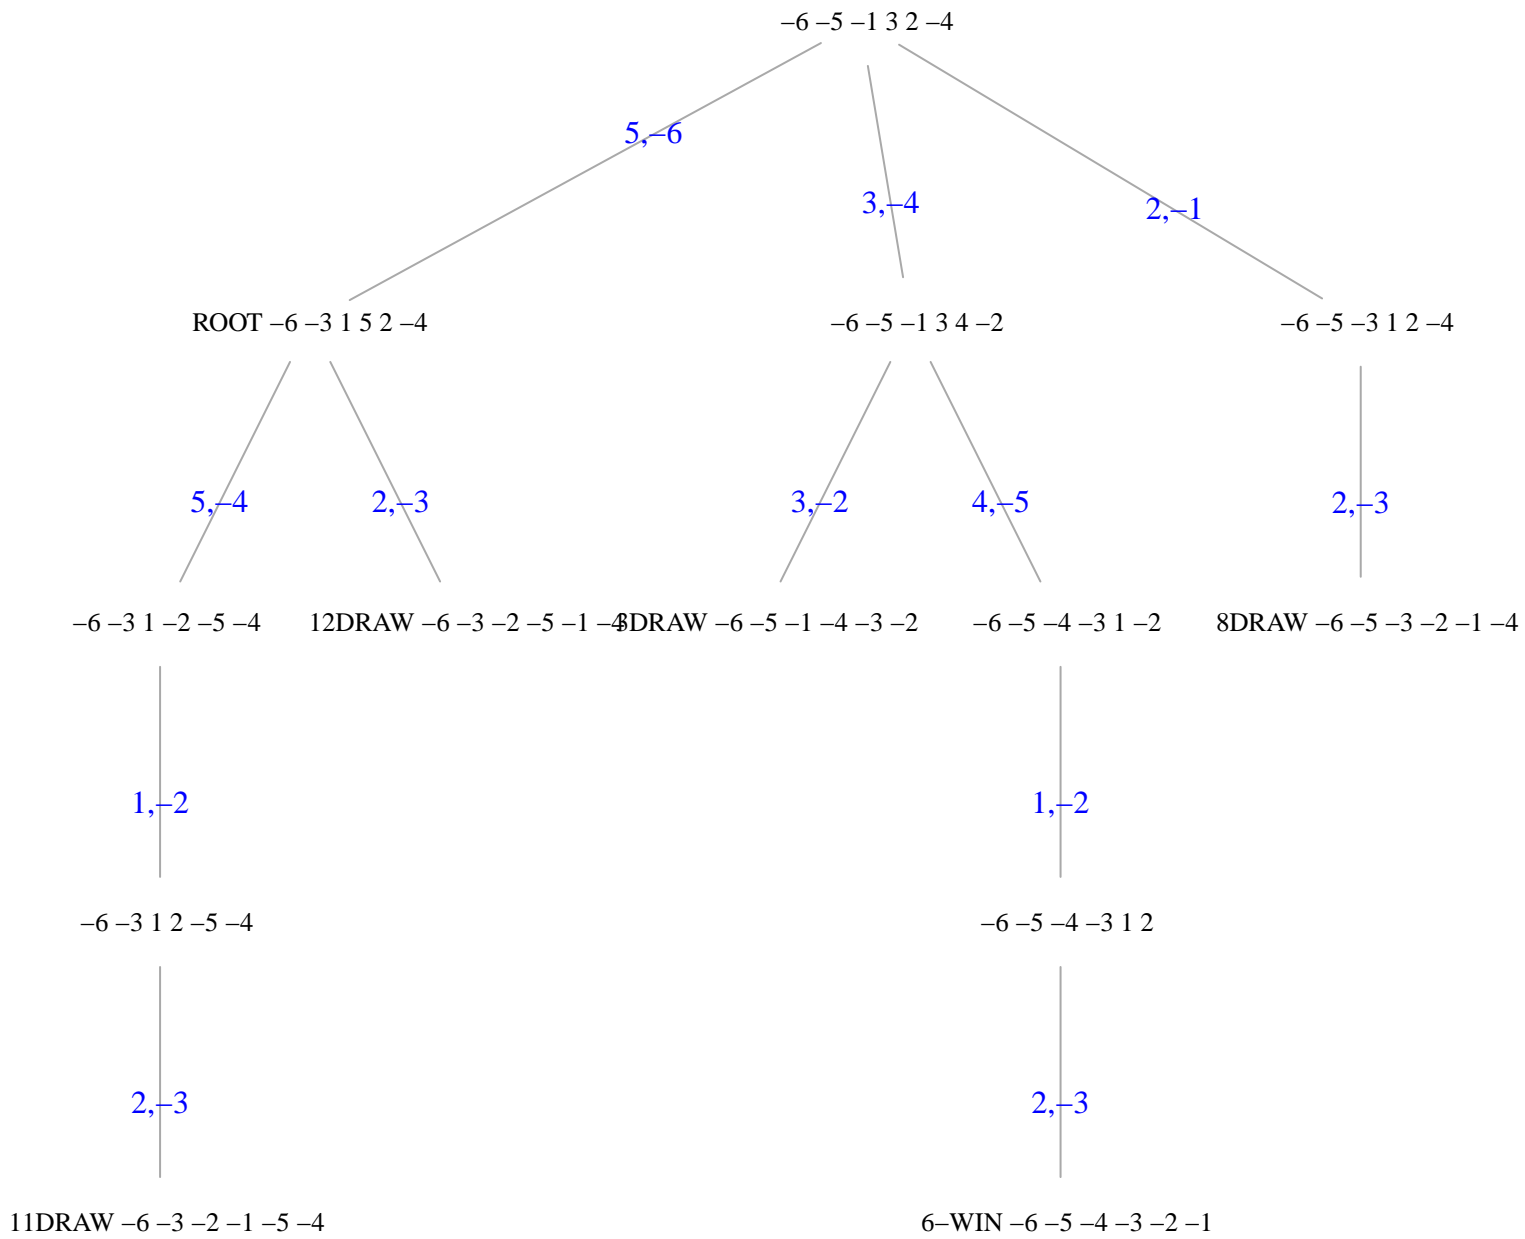 –6 –5 –1 3 2 –4
5,–6
3,–4
2,–1
ROOT –6 –3 1 5 2 –4
–6 –5 –1 3 4 –2
–6 –5 –3 1 2 –4
5,–4
2,–3
3,–2
4,–5
2,–3
–6 –3 1 –2 –5 –4
12DRAW –6 –3 –2 –5 –1 –4
3DRAW –6 –5 –1 –4 –3 –2
–6 –5 –4 –3 1 –2
8DRAW –6 –5 –3 –2 –1 –4
1,–2
1,–2
–6 –3 1 2 –5 –4
–6 –5 –4 –3 1 2
2,–3
2,–3
11DRAW –6 –3 –2 –1 –5 –4
6–WIN –6 –5 –4 –3 –2 –1